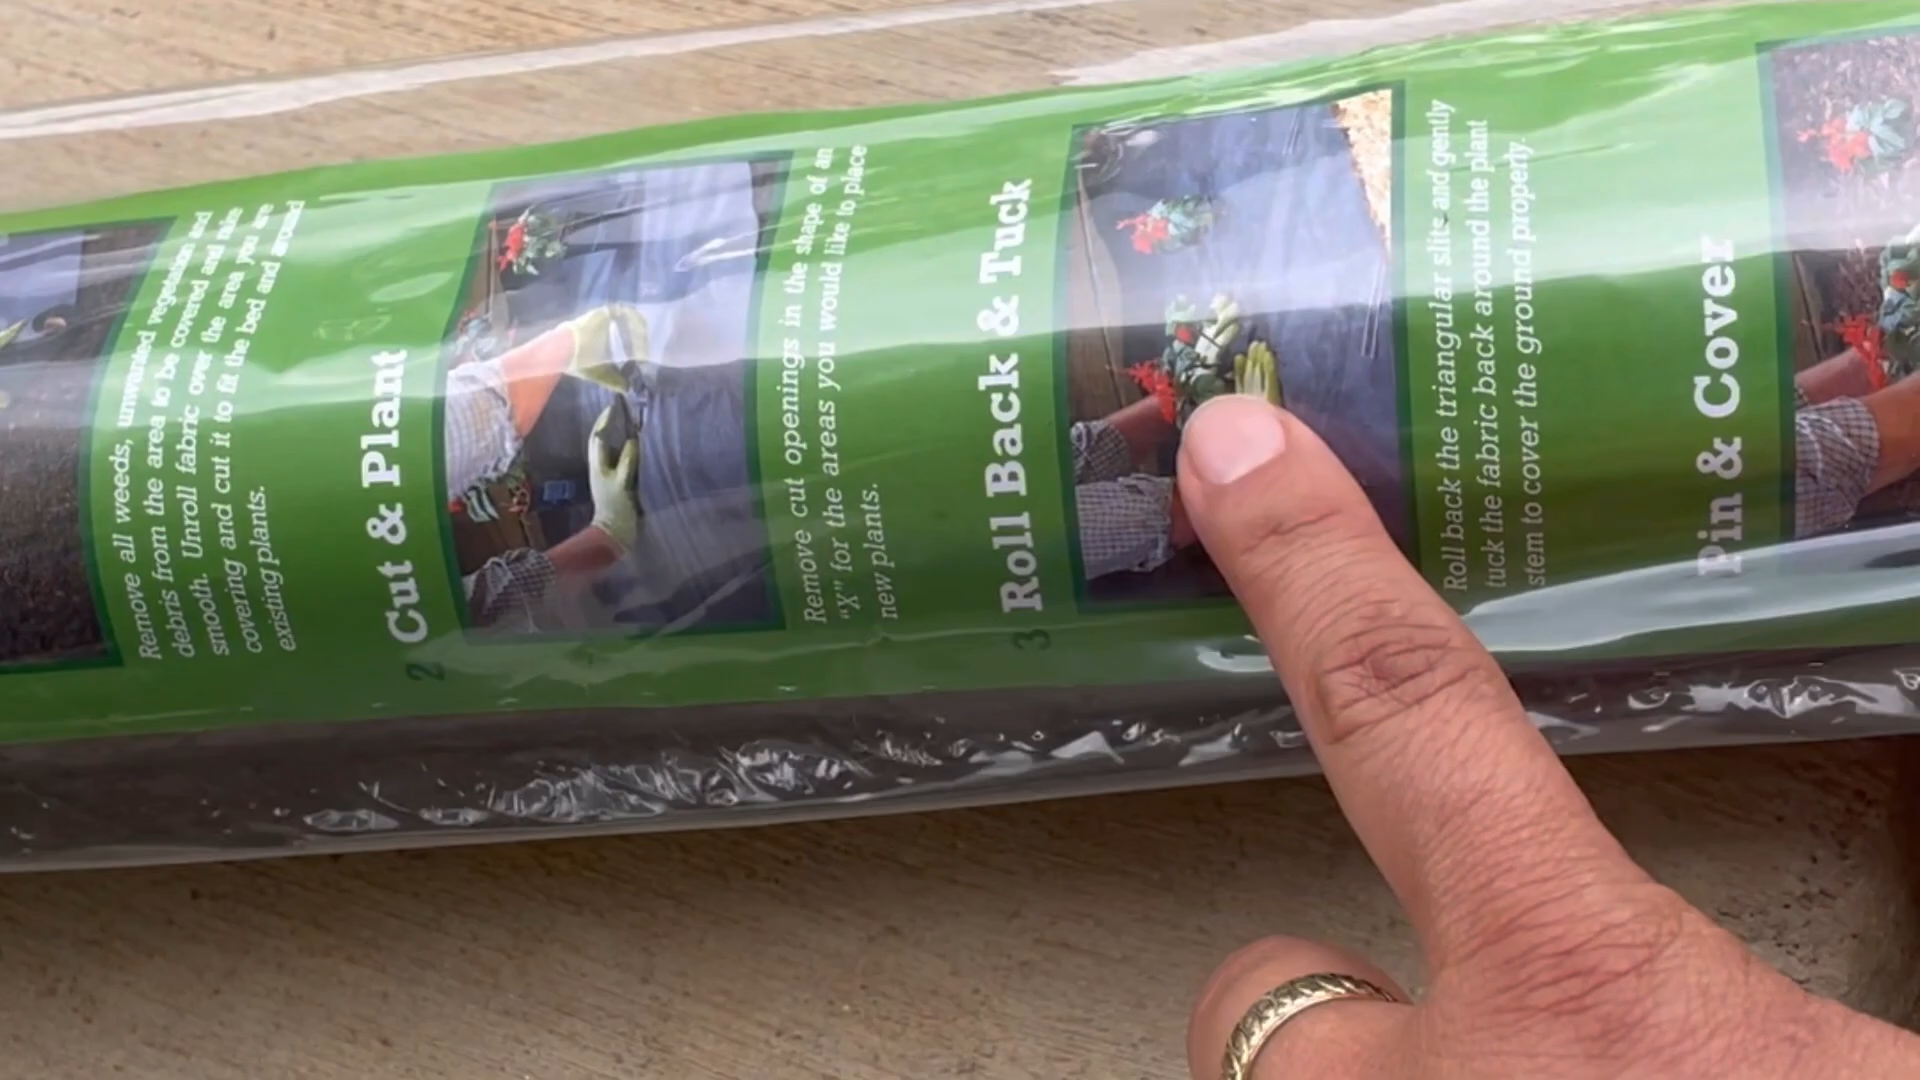 Remove all weeds, unwanted vegetation and
debris from the area to be covered and make
smooth. Unroll fabric over the area you are
covering and cut it to fit the bed and around
existing plants.
2 Cut & Plant
Remove cut openings in the shape of an
"X" for the areas you would like to place
new plants.
3 Roll Back & Tuck
Roll back the triangular slits and gently
tuck the fabric back around the plant
stem to cover the ground properly.
Pin & Cover